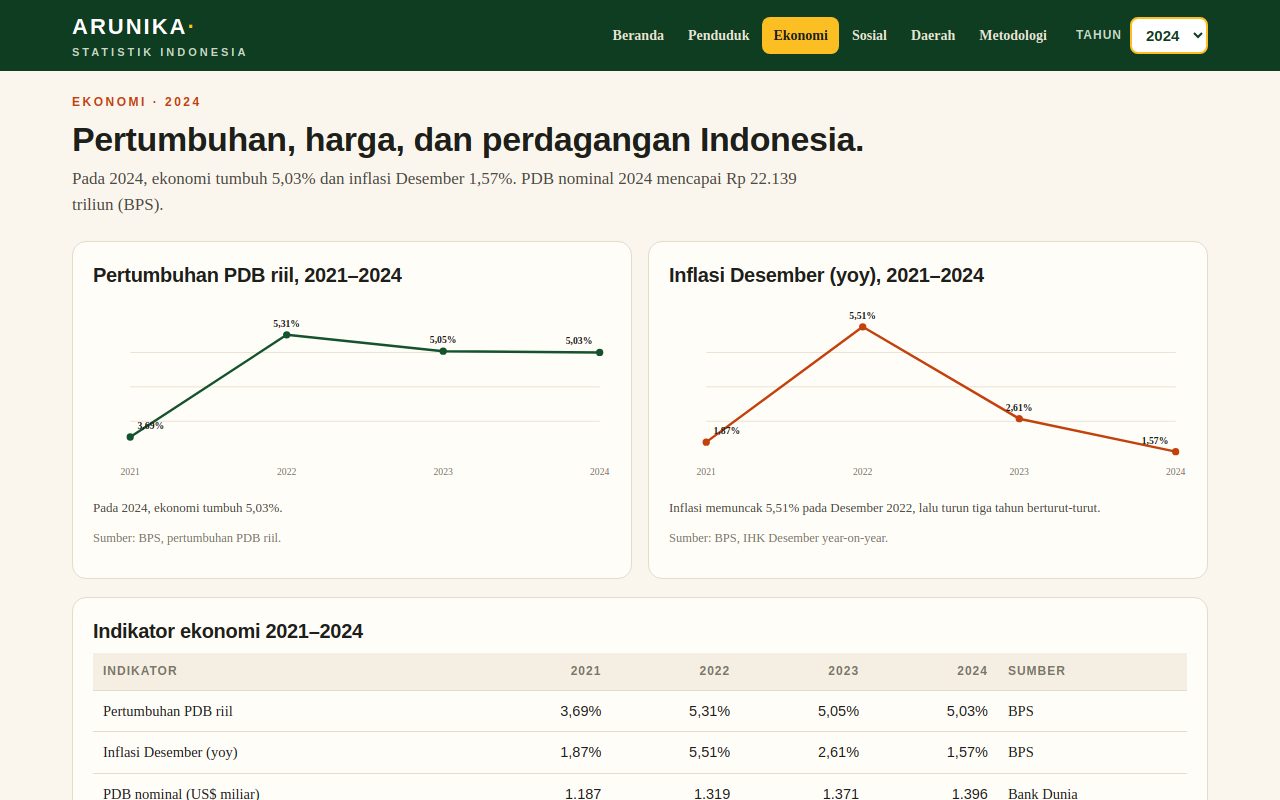 ARUNIKA·
STATISTIK INDONESIA
Beranda Penduduk Ekonomi Sosial Daerah Metodologi TAHUN 2024
EKONOMI · 2024
Pertumbuhan, harga, dan perdagangan Indonesia.
Pada 2024, ekonomi tumbuh 5,03% dan inflasi Desember 1,57%. PDB nominal 2024 mencapai Rp 22.139
triliun (BPS).
Pertumbuhan PDB riil, 2021–2024
5,31%
5,05%
5,03%
3,69%
2021 2022 2023 2024
Pada 2024, ekonomi tumbuh 5,03%.
Sumber: BPS, pertumbuhan PDB riil.
Inflasi Desember (yoy), 2021–2024
5,51%
2,61%
1,87%
1,57%
2021 2022 2023 2024
Inflasi memuncak 5,51% pada Desember 2022, lalu turun tiga tahun berturut-turut.
Sumber: BPS, IHK Desember year-on-year.
Indikator ekonomi 2021–2024
INDIKATOR 2021 2022 2023 2024 SUMBER
Pertumbuhan PDB riil 3,69% 5,31% 5,05% 5,03% BPS
Inflasi Desember (yoy) 1,87% 5,51% 2,61% 1,57% BPS
PDB nominal (US$ miliar) 1.187 1.319 1.371 1.396 Bank Dunia